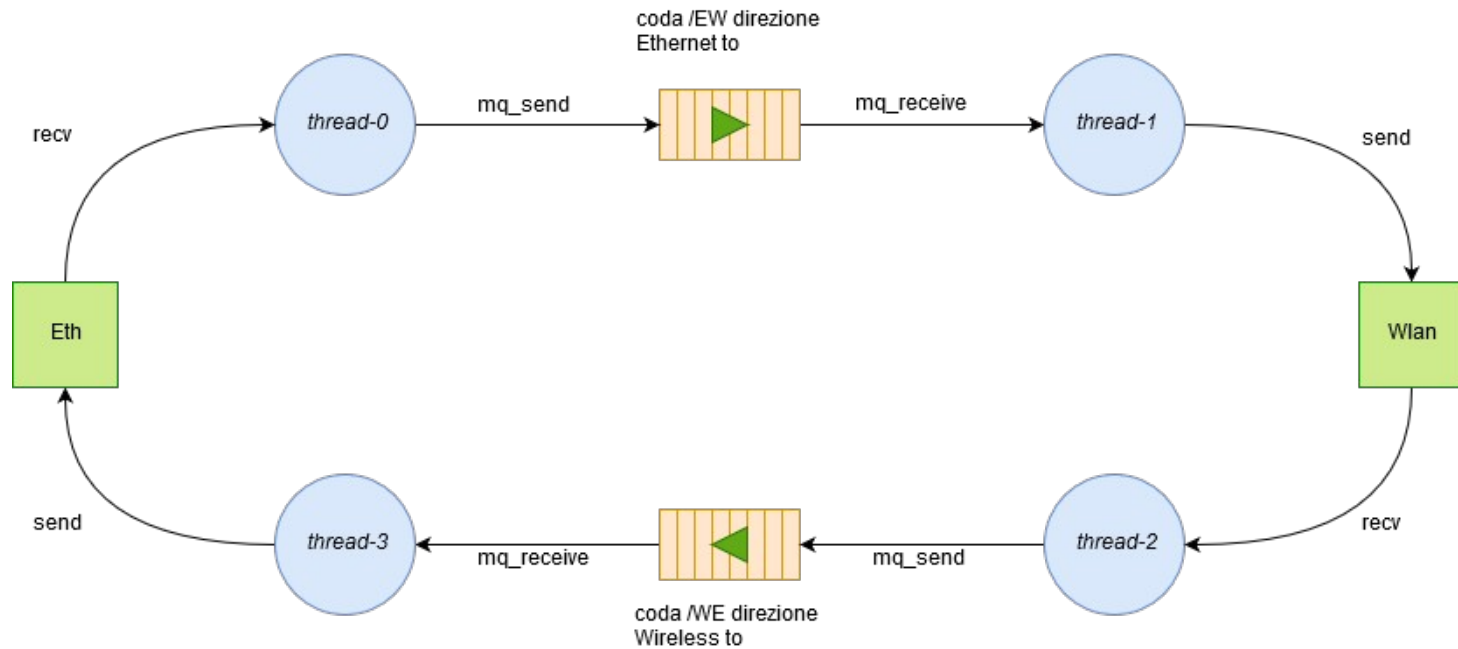 coda /EW direzione
Ethernet to
recv
thread-0
mq_send
mq_receive
thread-1
send
Eth
Wlan
send
thread-3
mq_receive
mq_send
thread-2
recv
coda /WE direzione
Wireless to